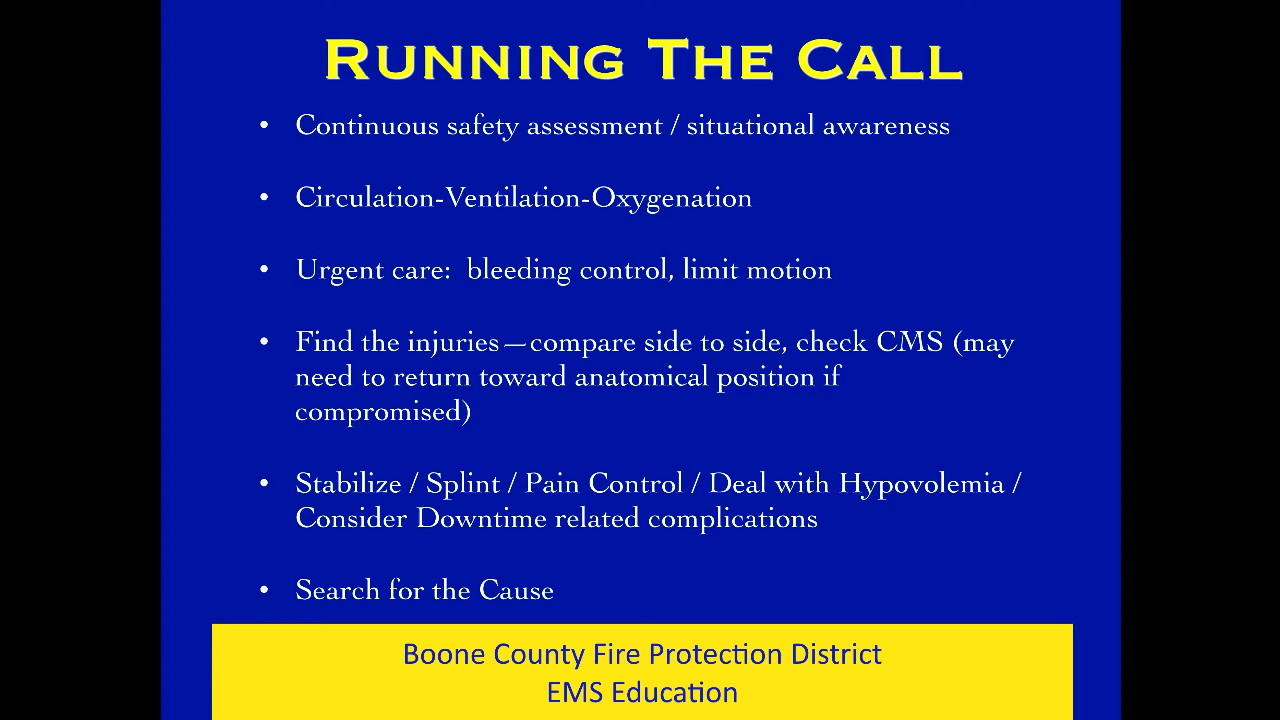 RUNNING THE CALL
• Continuous safety assessment / situational awareness
• Circulation-Ventilation-Oxygenation
• Urgent care:  bleeding control, limit motion
• Find the injuries—compare side to side, check CMS (may
need to return toward anatomical position if
compromised)
• Stabilize / Splint / Pain Control / Deal with Hypovolemia /
Consider Downtime related complications
• Search for the Cause
Boone County Fire Protection District
EMS Education